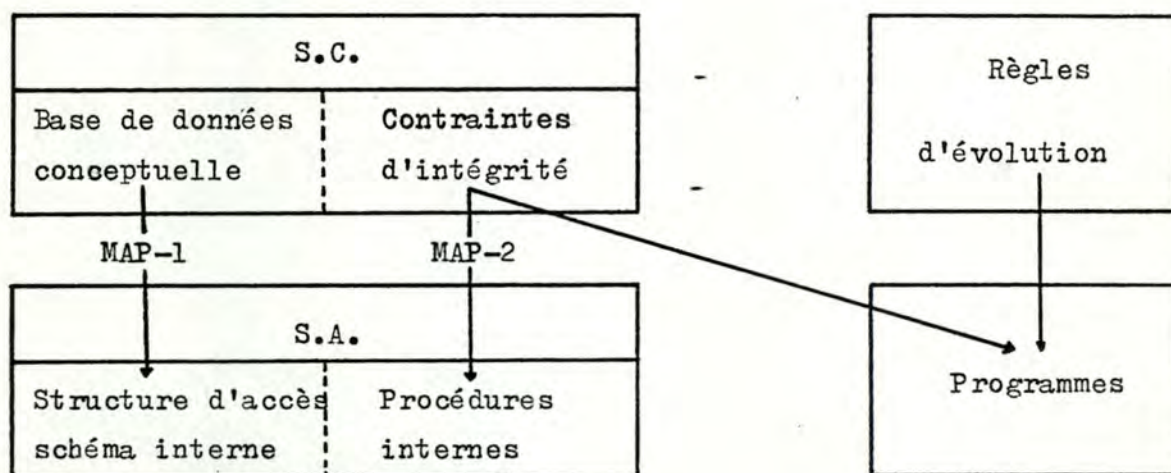 S.C.
Base de données
conceptuelle
Contraintes
d'intégrité
Règles
d'évolution
MAP-1
MAP-2
S.A.
Structure d'accès
schéma interne
Procédures
internes
Programmes